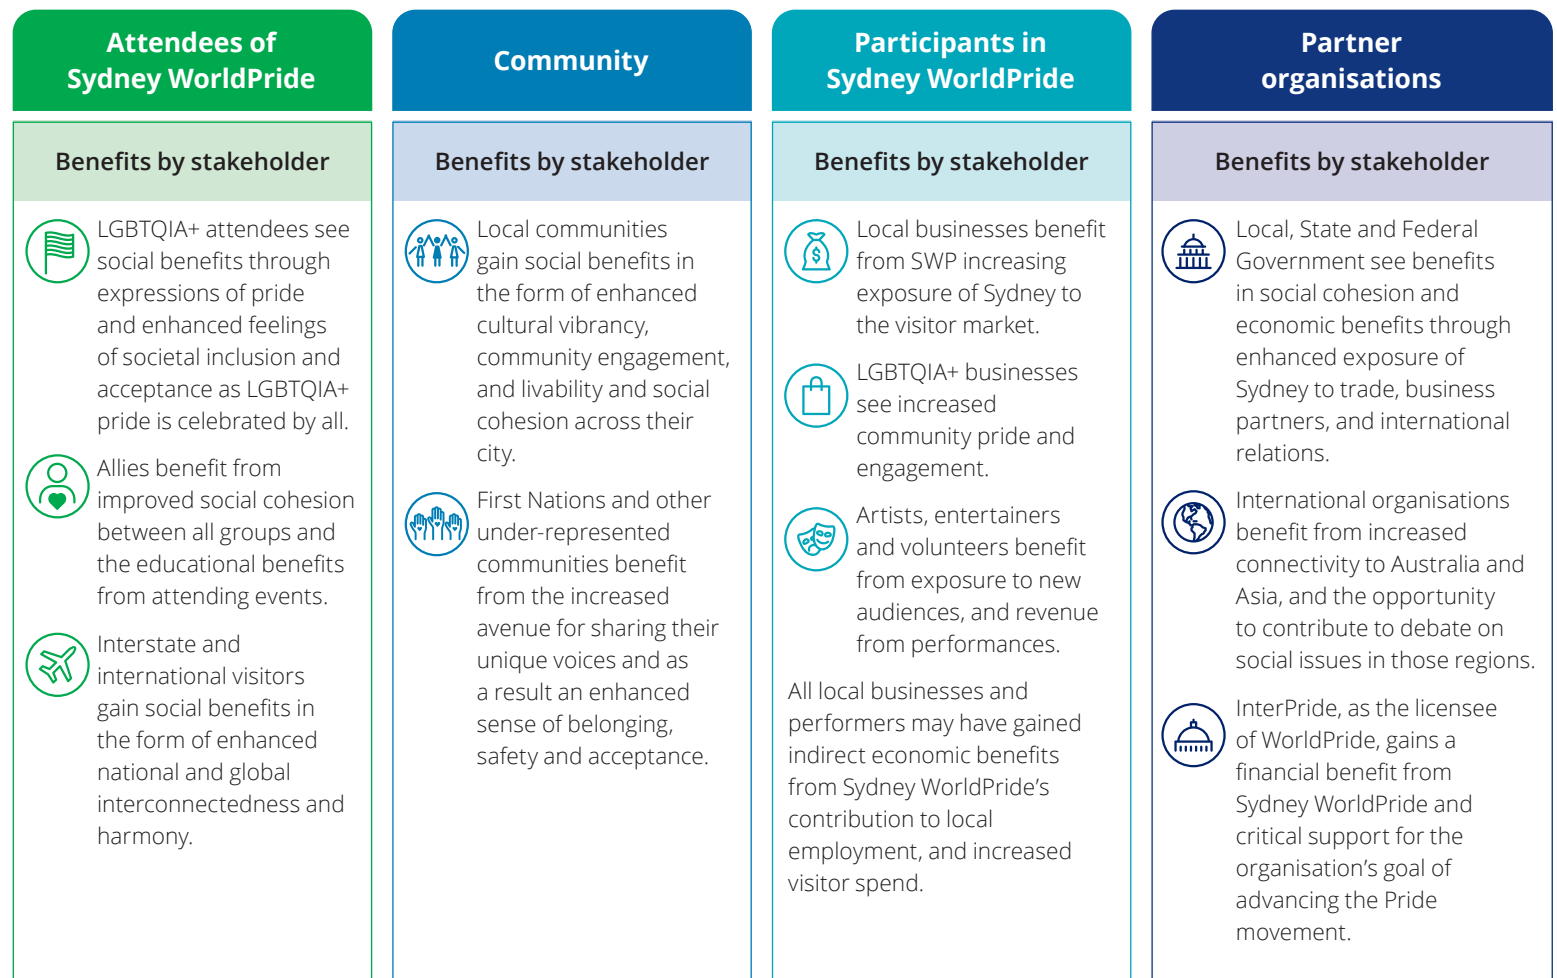 Attendees of
Sydney WorldPride
Benefits by stakeholder
LGBTQIA+ attendees see
social benefits through
expressions of pride
and enhanced feelings
of societal inclusion and
acceptance as LGBTQIA+
pride is celebrated by all.
Allies benefit from
improved social cohesion
between all groups and
the educational benefits
from attending events.
Interstate and
international visitors
gain social benefits in
the form of enhanced
national and global
interconnectedness and
harmony.
Community
Benefits by stakeholder
Local communities
gain social benefits in
the form of enhanced
cultural vibrancy,
community engagement,
and livability and social
cohesion across their
city.
First Nations and other
under-represented
communities benefit
from the increased
avenue for sharing their
unique voices and as
a result an enhanced
sense of belonging,
safety and acceptance.
Participants in
Sydney WorldPride
Benefits by stakeholder
$
Local businesses benefit
from SWP increasing
exposure of Sydney to
the visitor market.
LGBTQIA+ businesses
see increased
community pride and
engagement.
Artists, entertainers
and volunteers benefit
from exposure to new
audiences, and revenue
from performances.
All local businesses and
performers may have gained
indirect economic benefits
from Sydney WorldPride’s
contribution to local
employment, and increased
visitor spend.
Partner
organisations
Benefits by stakeholder
Local, State and Federal
Government see benefits
in social cohesion and
economic benefits through
enhanced exposure of
Sydney to trade, business
partners, and international
relations.
International organisations
benefit from increased
connectivity to Australia and
Asia, and the opportunity
to contribute to debate on
social issues in those regions.
InterPride, as the licensee
of WorldPride, gains a
financial benefit from
Sydney WorldPride and
critical support for the
organisation’s goal of
advancing the Pride
movement.